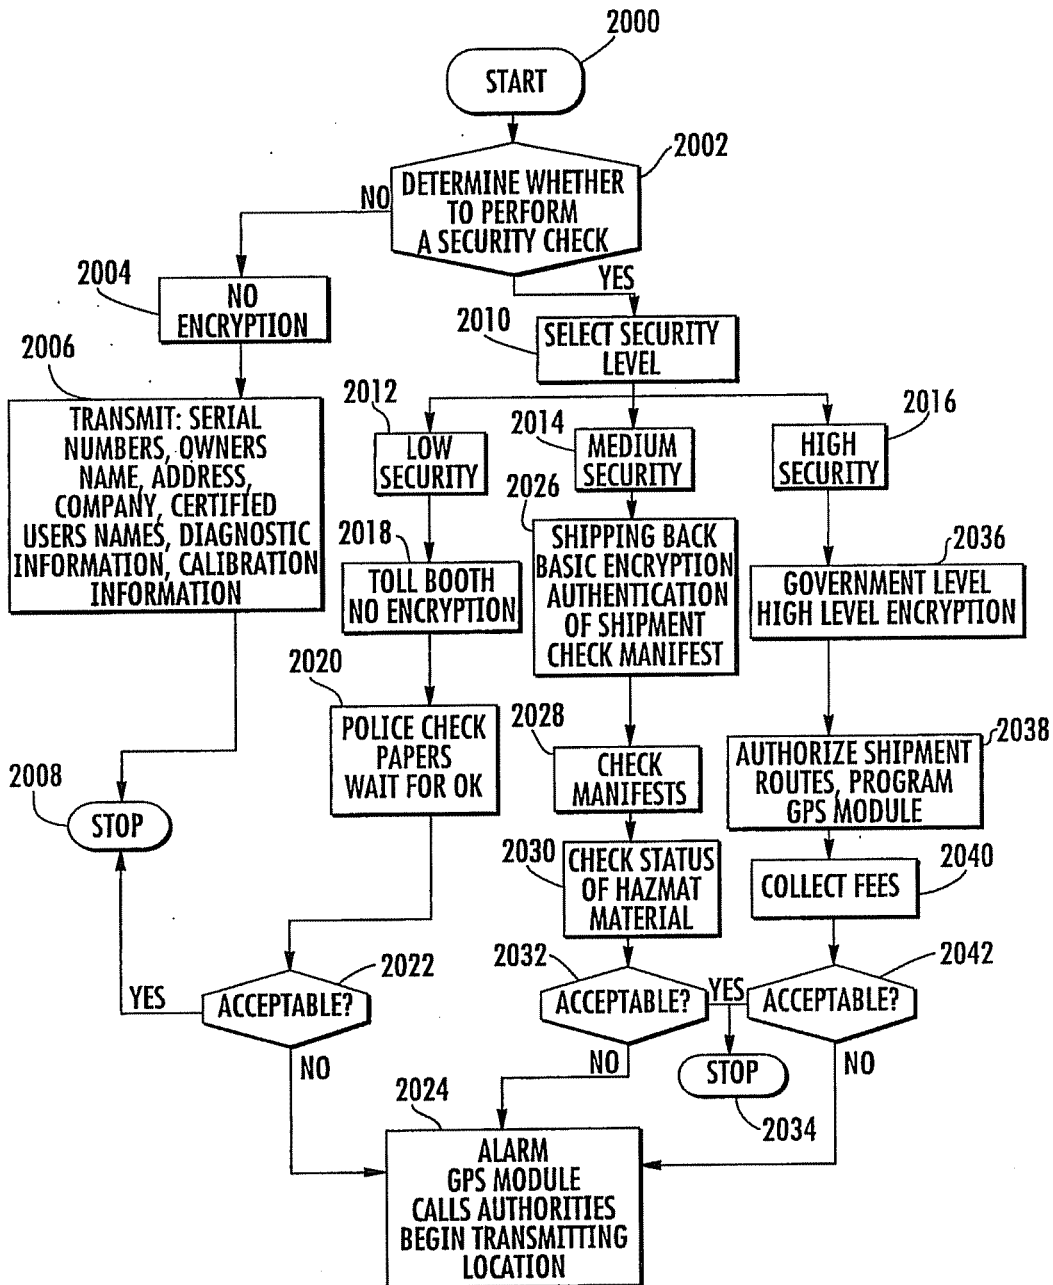 2000
START
2002
DETERMINE WHETHER
TO PERFORM
A SECURITY CHECK
NO
YES
2004
NO
ENCRYPTION
2006
TRANSMIT: SERIAL
NUMBERS, OWNERS
NAME, ADDRESS,
COMPANY, CERTIFIED
USERS NAMES, DIAGNOSTIC
INFORMATION, CALIBRATION
INFORMATION
2008
STOP
2010
SELECT SECURITY
LEVEL
2012
LOW
SECURITY
2014
MEDIUM
SECURITY
2016
HIGH
SECURITY
2018
TOLL BOOTH
NO ENCRYPTION
2020
POLICE CHECK
PAPERS
WAIT FOR OK
2022
ACCEPTABLE?
YES
NO
2026
SHIPPING BACK
BASIC ENCRYPTION
AUTHENTICATION
OF SHIPMENT
CHECK MANIFEST
2028
CHECK
MANIFESTS
2030
CHECK STATUS
OF HAZMAT
MATERIAL
2032
ACCEPTABLE?
YES
NO
2036
GOVERNMENT LEVEL
HIGH LEVEL ENCRYPTION
2038
AUTHORIZE SHIPMENT
ROUTES, PROGRAM
GPS MODULE
2040
COLLECT FEES
2042
ACCEPTABLE?
NO
STOP
2034
2024
ALARM
GPS MODULE
CALLS AUTHORITIES
BEGIN TRANSMITTING
LOCATION